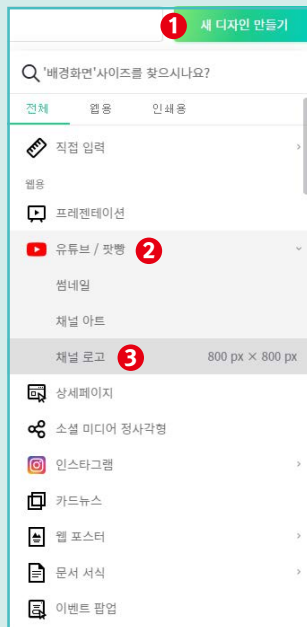 1 새 디자인 만들기
'배경화면'사이즈를 찾으시나요?
전체 웹용 인쇄용
직접 입력
웹용
프레젠테이션
유튜브 / 팟빵 2
썸네일
채널 아트
채널 로고 3 800 px × 800 px
상세페이지
소셜 미디어 정사각형
인스타그램
카드뉴스
웹 포스터
문서 서식
이벤트 팝업